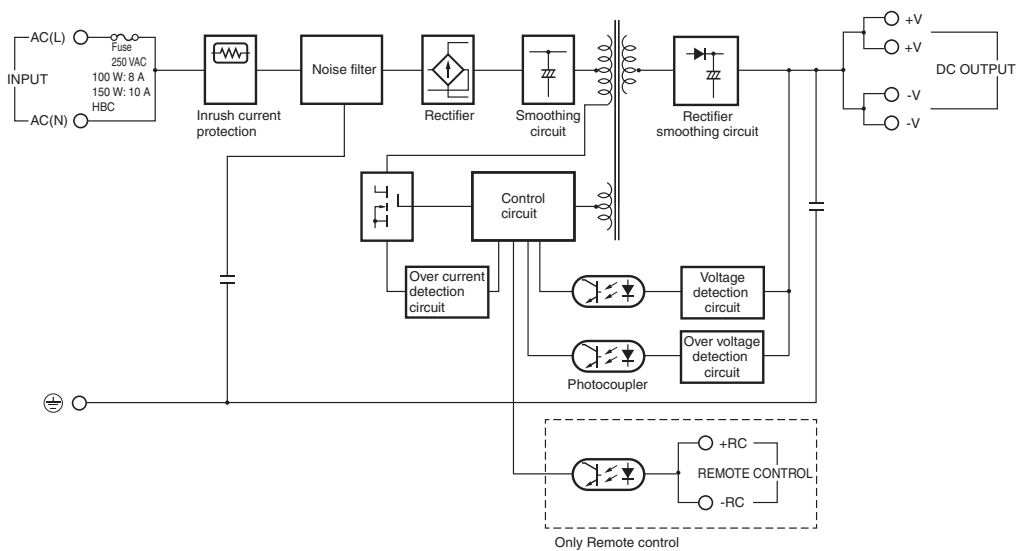 AC(L)
Fuse
250 VAC
100 W: 8 A
150 W: 10 A
HBC
INPUT
AC(N)
Inrush current
protection
Noise filter
Rectifier
Smoothing
circuit
Rectifier
smoothing circuit
+V
+V
DC OUTPUT
-V
-V
Control
circuit
Over current
detection
circuit
Voltage
detection
circuit
Over voltage
detection
circuit
Photocoupler
+RC
REMOTE CONTROL
-RC
Only Remote control